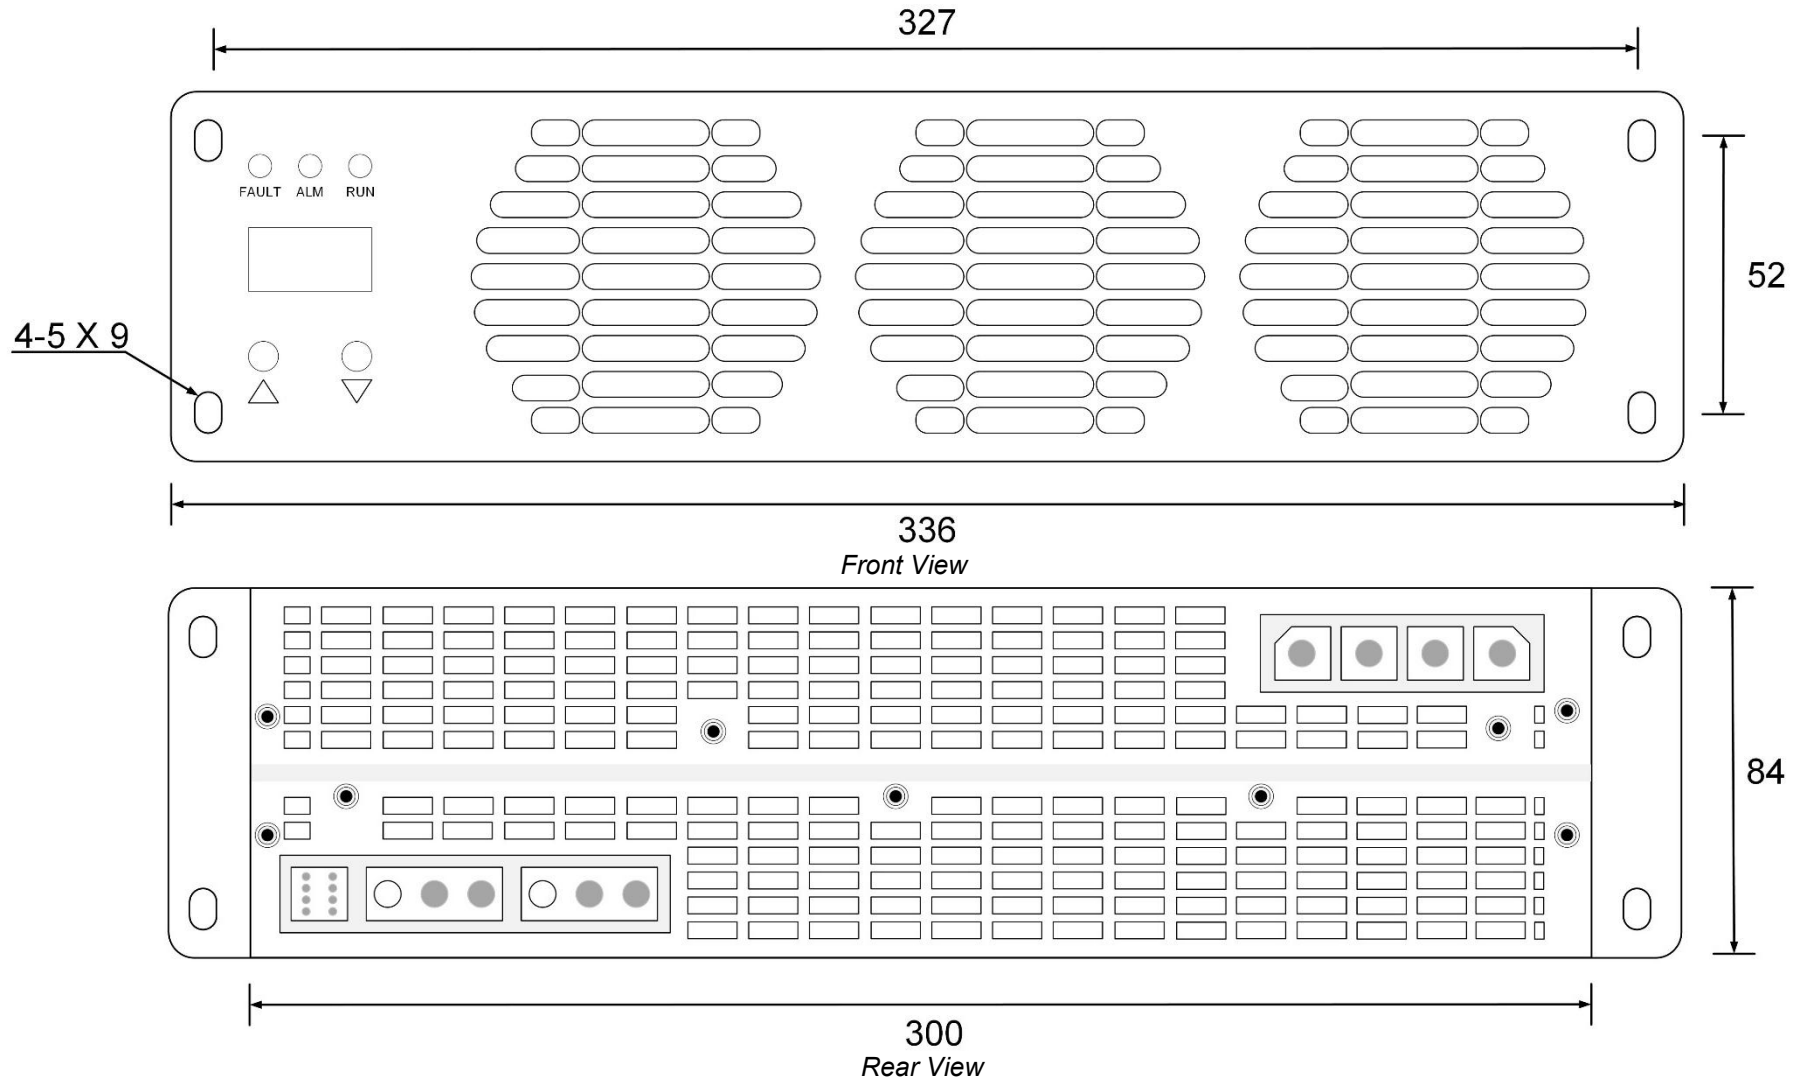 327
FAULT ALM RUN
52
4-5 X 9
336
Front View
84
300
Rear View